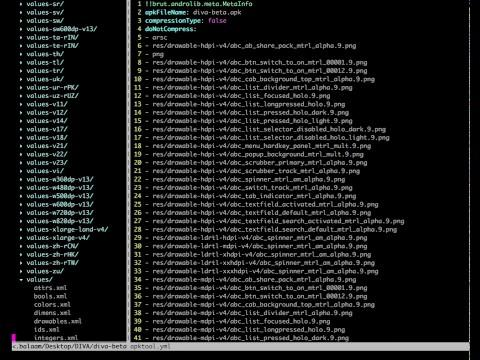 ▸ values-sr/
▸ values-sv/
▸ values-sw/
▸ values-sw600dp-v13/
▸ values-ta-rIN/
▸ values-te-rIN/
▸ values-th/
▸ values-tl/
▸ values-tr/
▸ values-uk/
▸ values-ur-rPK/
▸ values-uz-rUZ/
▸ values-v11/
▸ values-v12/
▸ values-v14/
▸ values-v17/
▸ values-v18/
▸ values-v21/
▸ values-v22/
▸ values-v23/
▸ values-vi/
▸ values-w360dp-v13/
▸ values-w480dp-v13/
▸ values-w500dp-v13/
▸ values-w600dp-v13/
▸ values-w720dp-v13/
▸ values-w820dp-v13/
▸ values-xlarge-land-v4/
▸ values-xlarge-v4/
▸ values-zh-rCN/
▸ values-zh-rHK/
▸ values-zh-rTW/
▸ values-zu/
▾ values/
attrs.xml
bools.xml
colors.xml
dimens.xml
drawables.xml
ids.xml
integers.xml
1 !!brut.androlib.meta.MetaInfo
2 apkFileName: diva-beta.apk
3 compressionType: false
4 doNotCompress:
5 - arsc
6 - res/drawable-hdpi-v4/abc_ab_share_pack_mtrl_alpha.9.png
7 - png
8 - res/drawable-hdpi-v4/abc_btn_switch_to_on_mtrl_00001.9.png
9 - res/drawable-hdpi-v4/abc_btn_switch_to_on_mtrl_00012.9.png
10 - res/drawable-hdpi-v4/abc_cab_background_top_mtrl_alpha.9.png
11 - res/drawable-hdpi-v4/abc_list_divider_mtrl_alpha.9.png
12 - res/drawable-hdpi-v4/abc_list_focused_holo.9.png
13 - res/drawable-hdpi-v4/abc_list_longpressed_holo.9.png
14 - res/drawable-hdpi-v4/abc_list_pressed_holo_dark.9.png
15 - res/drawable-hdpi-v4/abc_list_pressed_holo_light.9.png
16 - res/drawable-hdpi-v4/abc_list_selector_disabled_holo_dark.9.png
17 - res/drawable-hdpi-v4/abc_list_selector_disabled_holo_light.9.png
18 - res/drawable-hdpi-v4/abc_menu_hardkey_panel_mtrl_mult.9.png
19 - res/drawable-hdpi-v4/abc_popup_background_mtrl_mult.9.png
20 - res/drawable-hdpi-v4/abc_scrubber_primary_mtrl_alpha.9.png
21 - res/drawable-hdpi-v4/abc_scrubber_track_mtrl_alpha.9.png
22 - res/drawable-hdpi-v4/abc_spinner_mtrl_am_alpha.9.png
23 - res/drawable-hdpi-v4/abc_switch_track_mtrl_alpha.9.png
24 - res/drawable-hdpi-v4/abc_tab_indicator_mtrl_alpha.9.png
25 - res/drawable-hdpi-v4/abc_textfield_activated_mtrl_alpha.9.png
26 - res/drawable-hdpi-v4/abc_textfield_default_mtrl_alpha.9.png
27 - res/drawable-hdpi-v4/abc_textfield_search_activated_mtrl_alpha.9.png
28 - res/drawable-hdpi-v4/abc_textfield_search_default_mtrl_alpha.9.png
29 - res/drawable-ldrtl-hdpi-v4/abc_spinner_mtrl_am_alpha.9.png
30 - res/drawable-ldrtl-mdpi-v4/abc_spinner_mtrl_am_alpha.9.png
31 - res/drawable-ldrtl-xhdpi-v4/abc_spinner_mtrl_am_alpha.9.png
32 - res/drawable-ldrtl-xxhdpi-v4/abc_spinner_mtrl_am_alpha.9.png
33 - res/drawable-ldrtl-xxxhdpi-v4/abc_spinner_mtrl_am_alpha.9.png
34 - res/drawable-mdpi-v4/abc_ab_share_pack_mtrl_alpha.9.png
35 - res/drawable-mdpi-v4/abc_btn_switch_to_on_mtrl_00001.9.png
36 - res/drawable-mdpi-v4/abc_btn_switch_to_on_mtrl_00012.9.png
37 - res/drawable-mdpi-v4/abc_cab_background_top_mtrl_alpha.9.png
38 - res/drawable-mdpi-v4/abc_list_divider_mtrl_alpha.9.png
39 - res/drawable-mdpi-v4/abc_list_focused_holo.9.png
40 - res/drawable-mdpi-v4/abc_list_longpressed_holo.9.png
41 - res/drawable-mdpi-v4/abc_list_pressed_holo_dark.9.png
<c.balaam/Desktop/DIVA/diva-beta apktool.yml